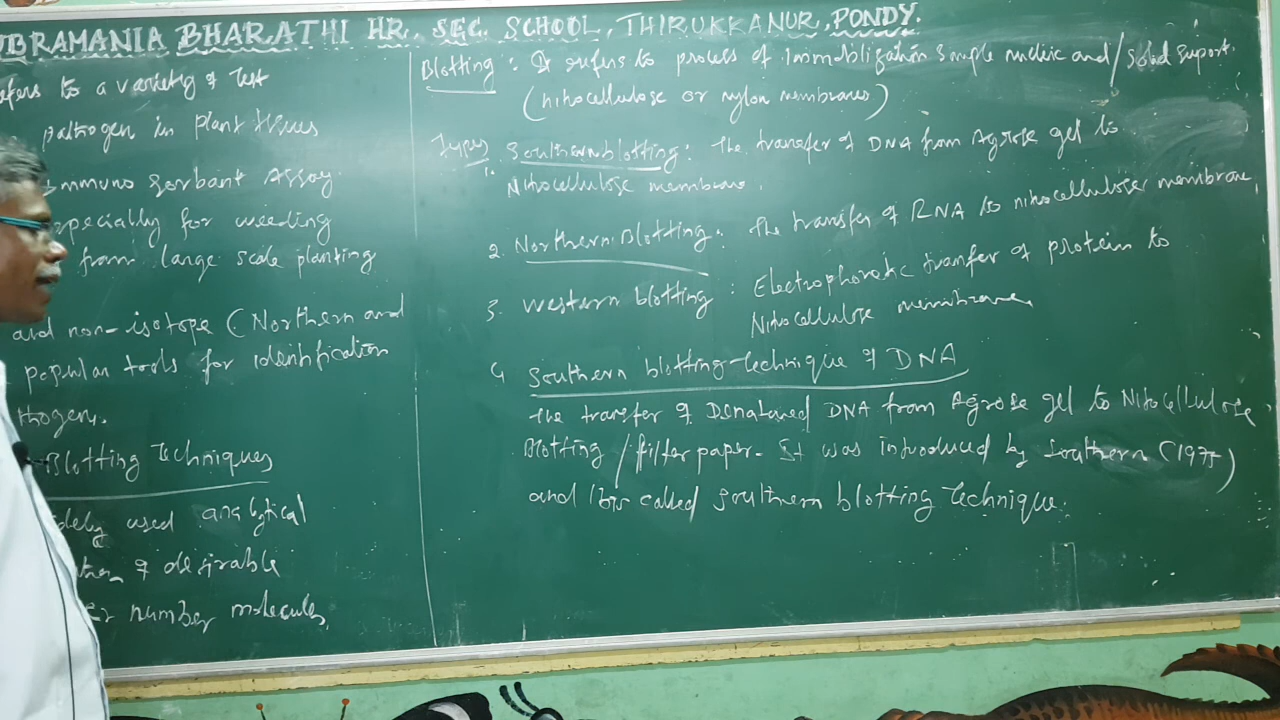 BRAMANIA BHARATHI HR. SEC. SCHOOL, THIRUKKANUR, PONDY.
efers to a variety of Test
pathogen in plant tissues
Immuno Sorbant Assay.
especially for weeding
from large scale planting
and non-isotope (Northern and
popular tools for identification
thogen.
Blotting Techniques
dely used analytical
of desirable
number molecules,
Blotting : It refers to process of Immobilization Sample nucleic and / Solid Support.
(nitrocellulose or nylon membranes)
Types
1. Southern blotting : The transfer of DNA from Agrose gel to
Nitrocellulose membrane.
2. Northern Blotting : The transfer of RNA to nitrocellulose membrane,
3. Western blotting : Electrophoratic transfer of protein to
Nitrocellulose membrane,
4 Southern blotting Technique of DNA
The transfer of Denatured DNA from Agrose gel to Nitocellulose
Blotting / filter paper. It was introduced by Southern (1975)
and called Southern blotting Technique.